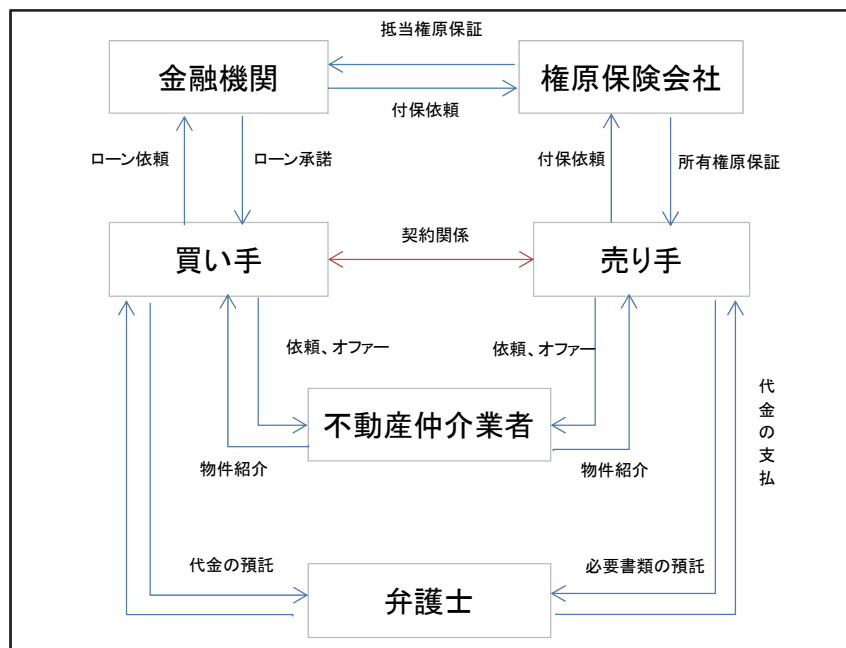 抵当権原保証
金融機関
権原保険会社
付保依頼
ローン依頼
ローン承諾
付保依頼
所有権原保証
買い手
契約関係
売り手
依頼、オファー
依頼、オファー
代金の支払
不動産仲介業者
物件紹介
物件紹介
代金の預託
必要書類の預託
弁護士